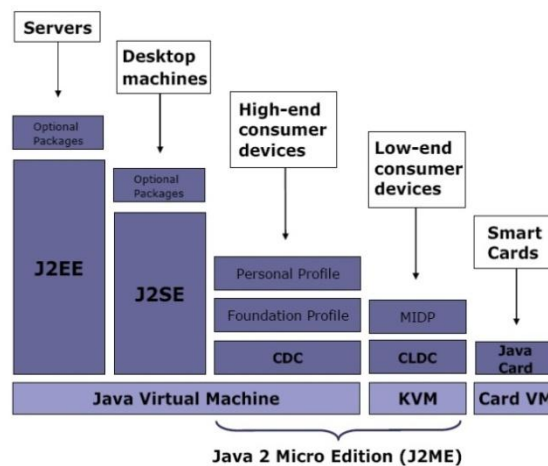 Servers
Desktop
machines
High-end
consumer
devices
Low-end
consumer
devices
Smart
Cards
Optional
Packages
J2EE
Optional
Packages
J2SE
Personal Profile
Foundation Profile
CDC
MIDP
CLDC
Java
Card
Java Virtual Machine
KVM
Card VM
Java 2 Micro Edition (J2ME)